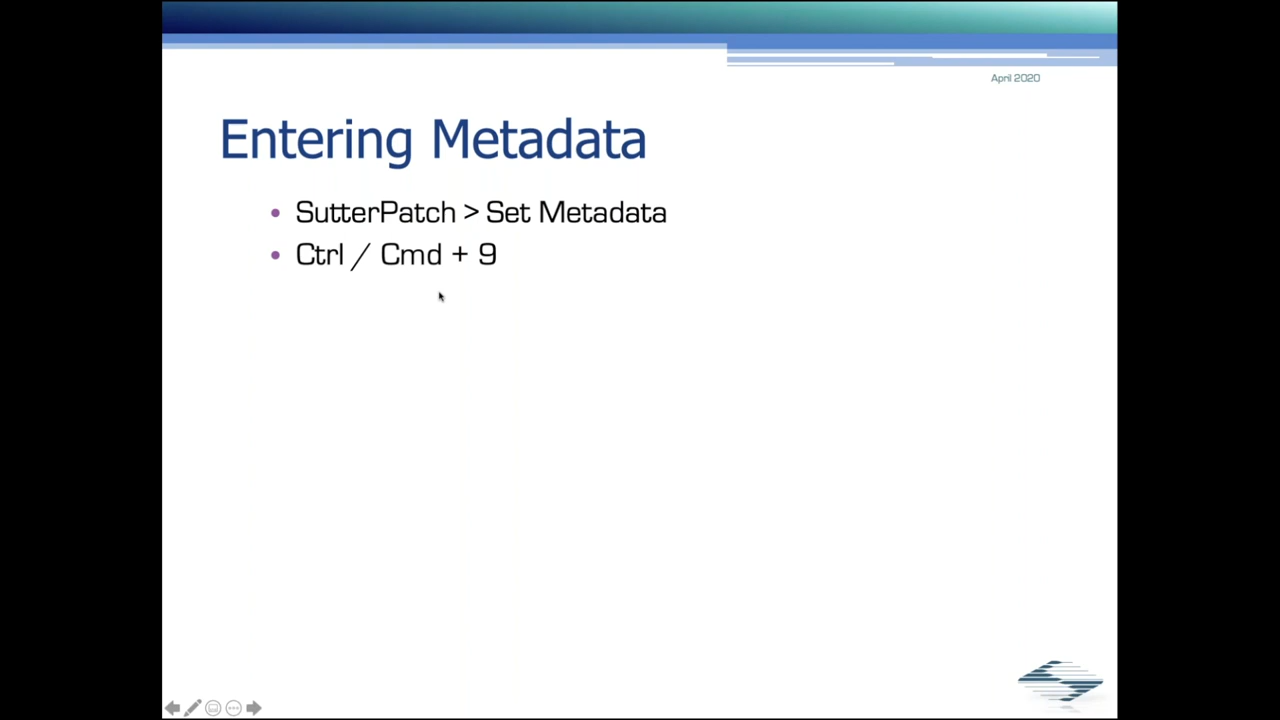 April 2020
Entering Metadata
• SutterPatch > Set Metadata
• Ctrl / Cmd + 9